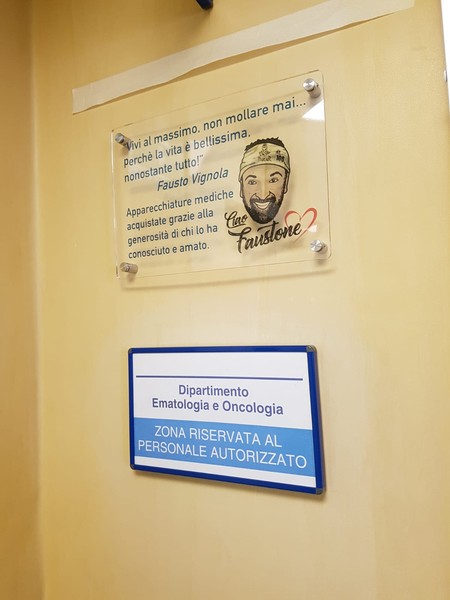 "Vivi al massimo, non mollare mai...
Perchè la vita è bellissima,
nonostante tutto!"
Fausto Vignola
Apparecchiature mediche
acquistate grazie alla
generosità di chi lo ha
conosciuto e amato.
Ciao
Faustone
Dipartimento
Ematologia e Oncologia
ZONA RISERVATA AL
PERSONALE AUTORIZZATO